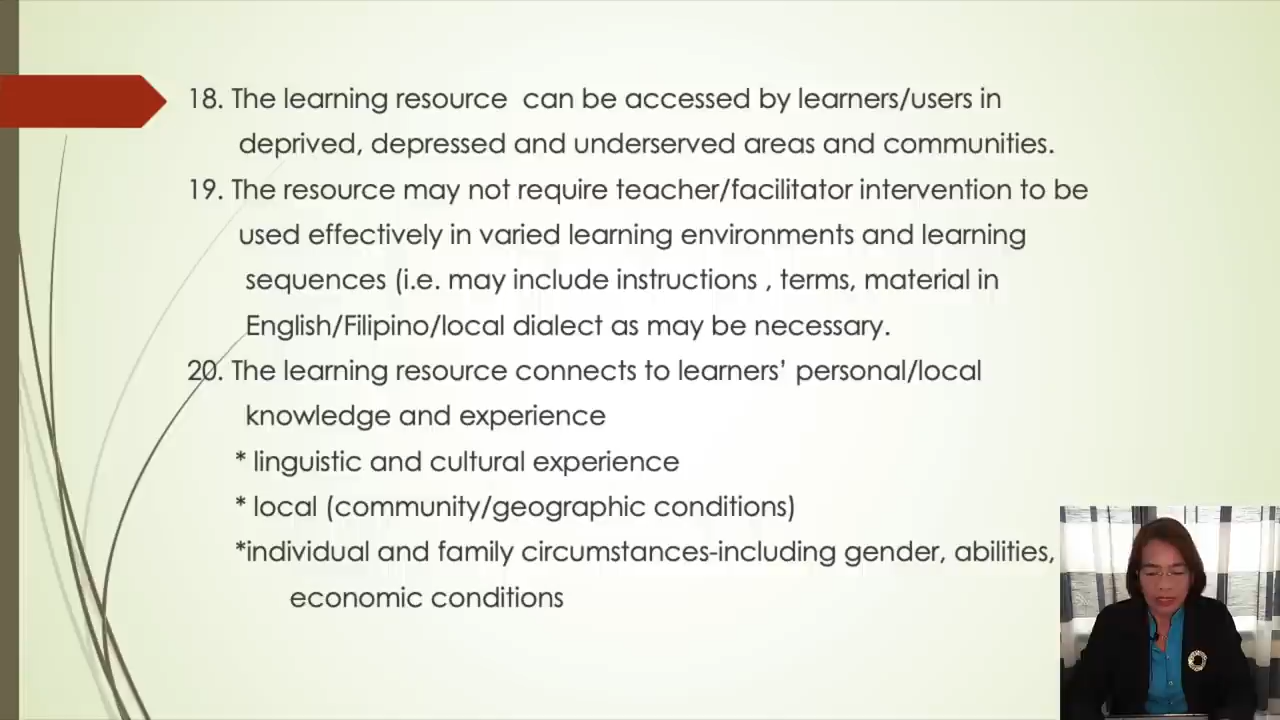 18. The learning resource  can be accessed by learners/users in
deprived, depressed and underserved areas and communities.
19. The resource may not require teacher/facilitator intervention to be
used effectively in varied learning environments and learning
sequences (i.e. may include instructions , terms, material in
English/Filipino/local dialect as may be necessary.
20. The learning resource connects to learners’ personal/local
knowledge and experience
* linguistic and cultural experience
* local (community/geographic conditions)
*individual and family circumstances-including gender, abilities,
economic conditions